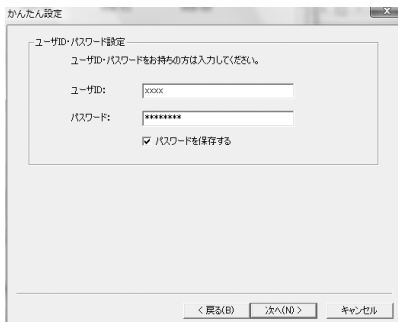 かんたん設定
ユーザID・パスワード設定
ユーザID・パスワードをお持ちの方は入力してください。
ユーザID:
xxxx
パスワード:
********
パスワードを保存する
< 戻る(B)
次へ(N) >
キャンセル